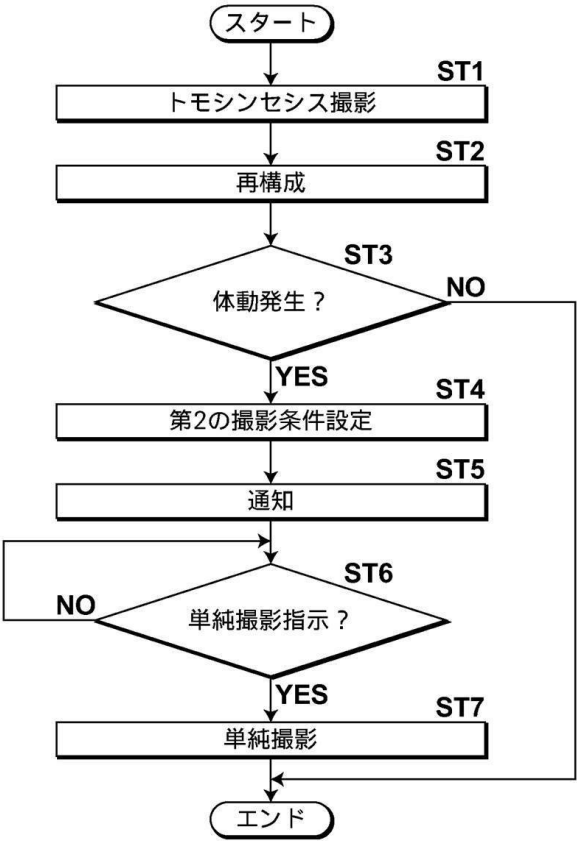 スタート
ST1
トモシンセシス撮影
ST2
再構成
ST3
体動発生？
NO
YES
ST4
第2の撮影条件設定
ST5
通知
ST6
NO
単純撮影指示？
YES
ST7
単純撮影
エンド